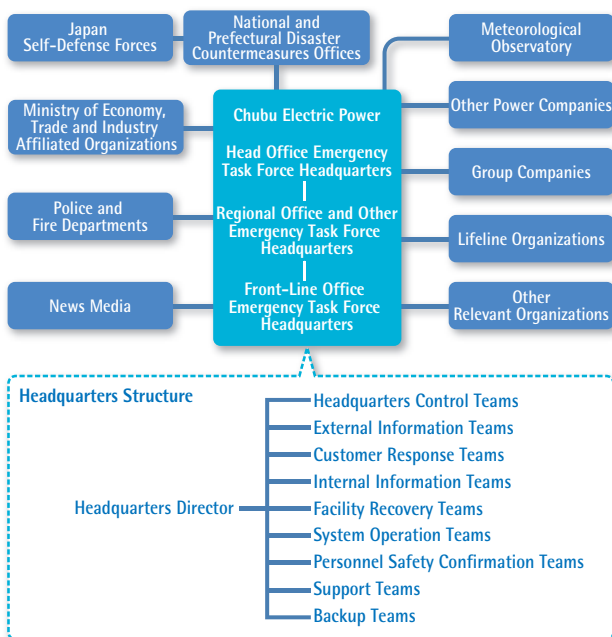 Japan
Self-Defense Forces
National and
Prefectural Disaster
Countermeasures Offices
Meteorological
Observatory
Ministry of Economy,
Trade and Industry
Affiliated Organizations
Chubu Electric Power
Other Power Companies
Head Office Emergency
Task Force Headquarters
Group Companies
Police and
Fire Departments
Regional Office and Other
Emergency Task Force
Headquarters
Lifeline Organizations
News Media
Front-Line Office
Emergency Task Force
Headquarters
Other
Relevant Organizations
Headquarters Structure
Headquarters Director
Headquarters Control Teams
External Information Teams
Customer Response Teams
Internal Information Teams
Facility Recovery Teams
System Operation Teams
Personnel Safety Confirmation Teams
Support Teams
Backup Teams